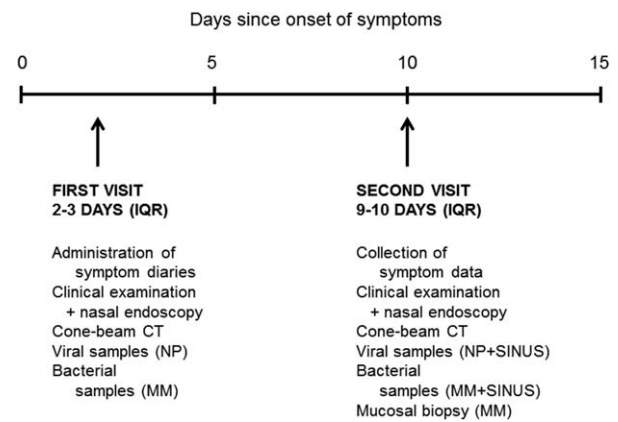 Days since onset of symptoms
0 5 10 15
FIRST VISIT
2-3 DAYS (IQR)
Administration of
symptom diaries
Clinical examination
+ nasal endoscopy
Cone-beam CT
Viral samples (NP)
Bacterial
samples (MM)
SECOND VISIT
9-10 DAYS (IQR)
Collection of
symptom data
Clinical examination
+ nasal endoscopy
Cone-beam CT
Viral samples (NP+SINUS)
Bacterial
samples (MM+SINUS)
Mucosal biopsy (MM)